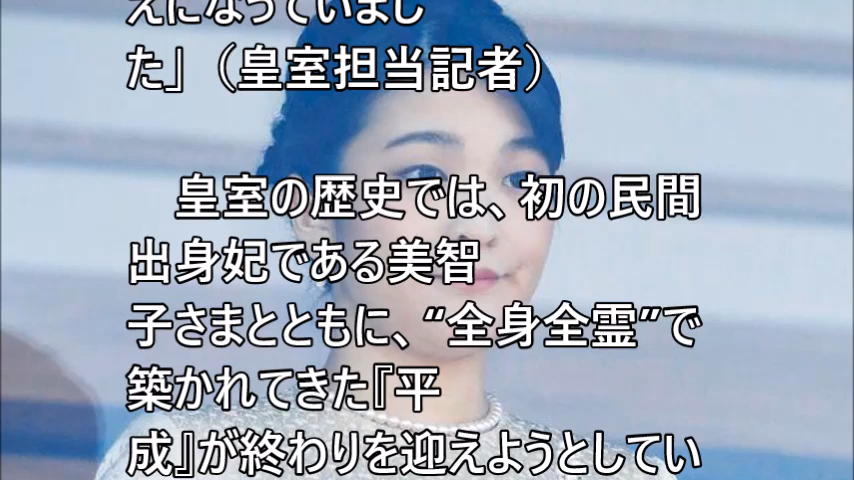 えになっていまし
た」（皇室担当記者）
皇室の歴史では、初の民間
出身妃である美智
子さまとともに、“全身全霊”で
築かれてきた『平
成』が終わりを迎えようとしてい